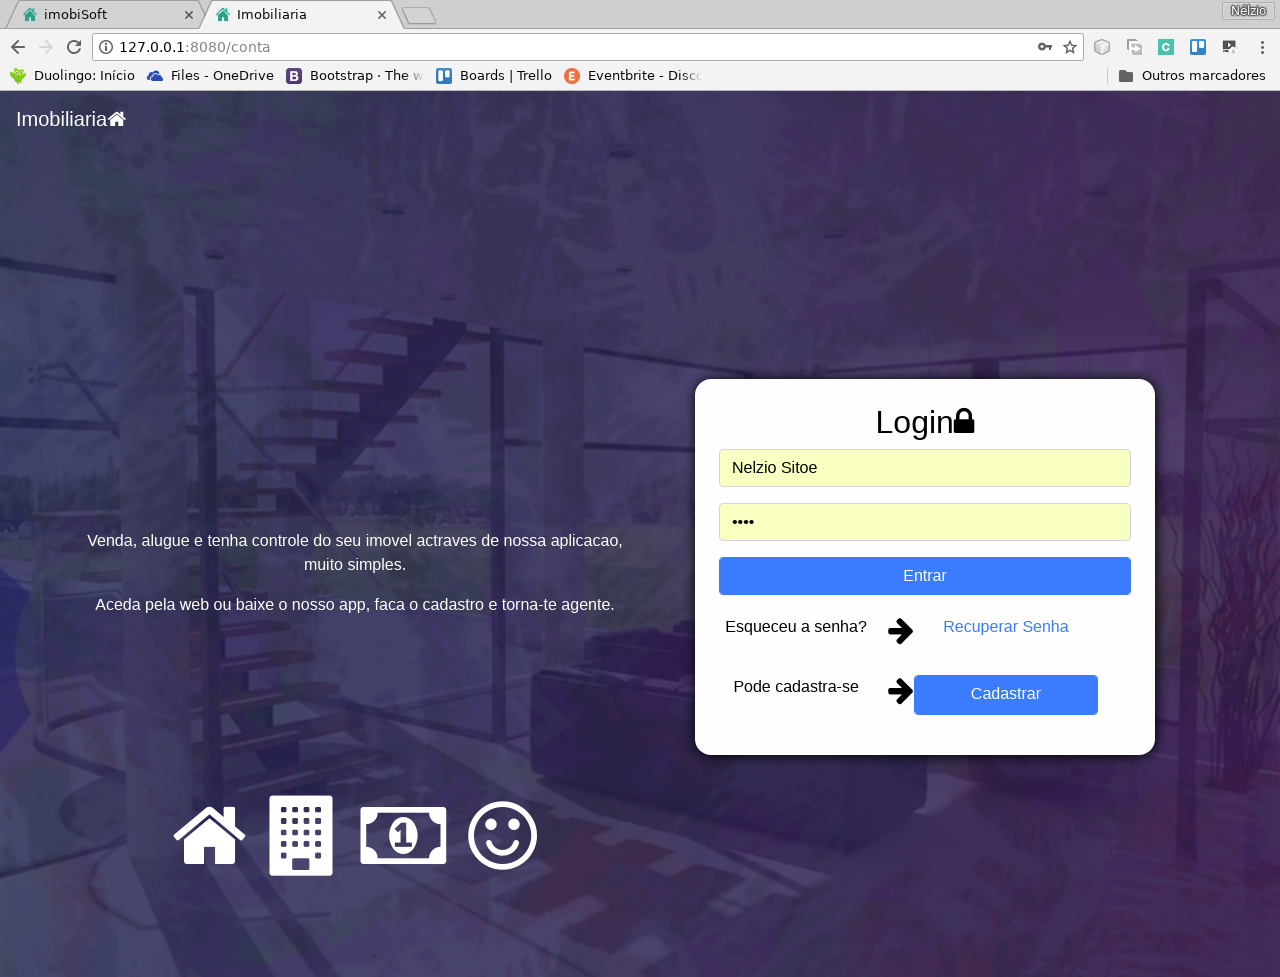 imobiSoft
Imobiliaria
Nélzio
127.0.0.1:8080/conta
Duolingo: Início
Files - OneDrive
Bootstrap · The w
Boards | Trello
Eventbrite - Disc
Outros marcadores
Imobiliaria
Login
Nelzio Sitoe
••••
Entrar
Esqueceu a senha?
Recuperar Senha
Pode cadastra-se
Cadastrar
Venda, alugue e tenha controle do seu imovel actraves de nossa aplicacao,
muito simples.
Aceda pela web ou baixe o nosso app, faca o cadastro e torna-te agente.
1